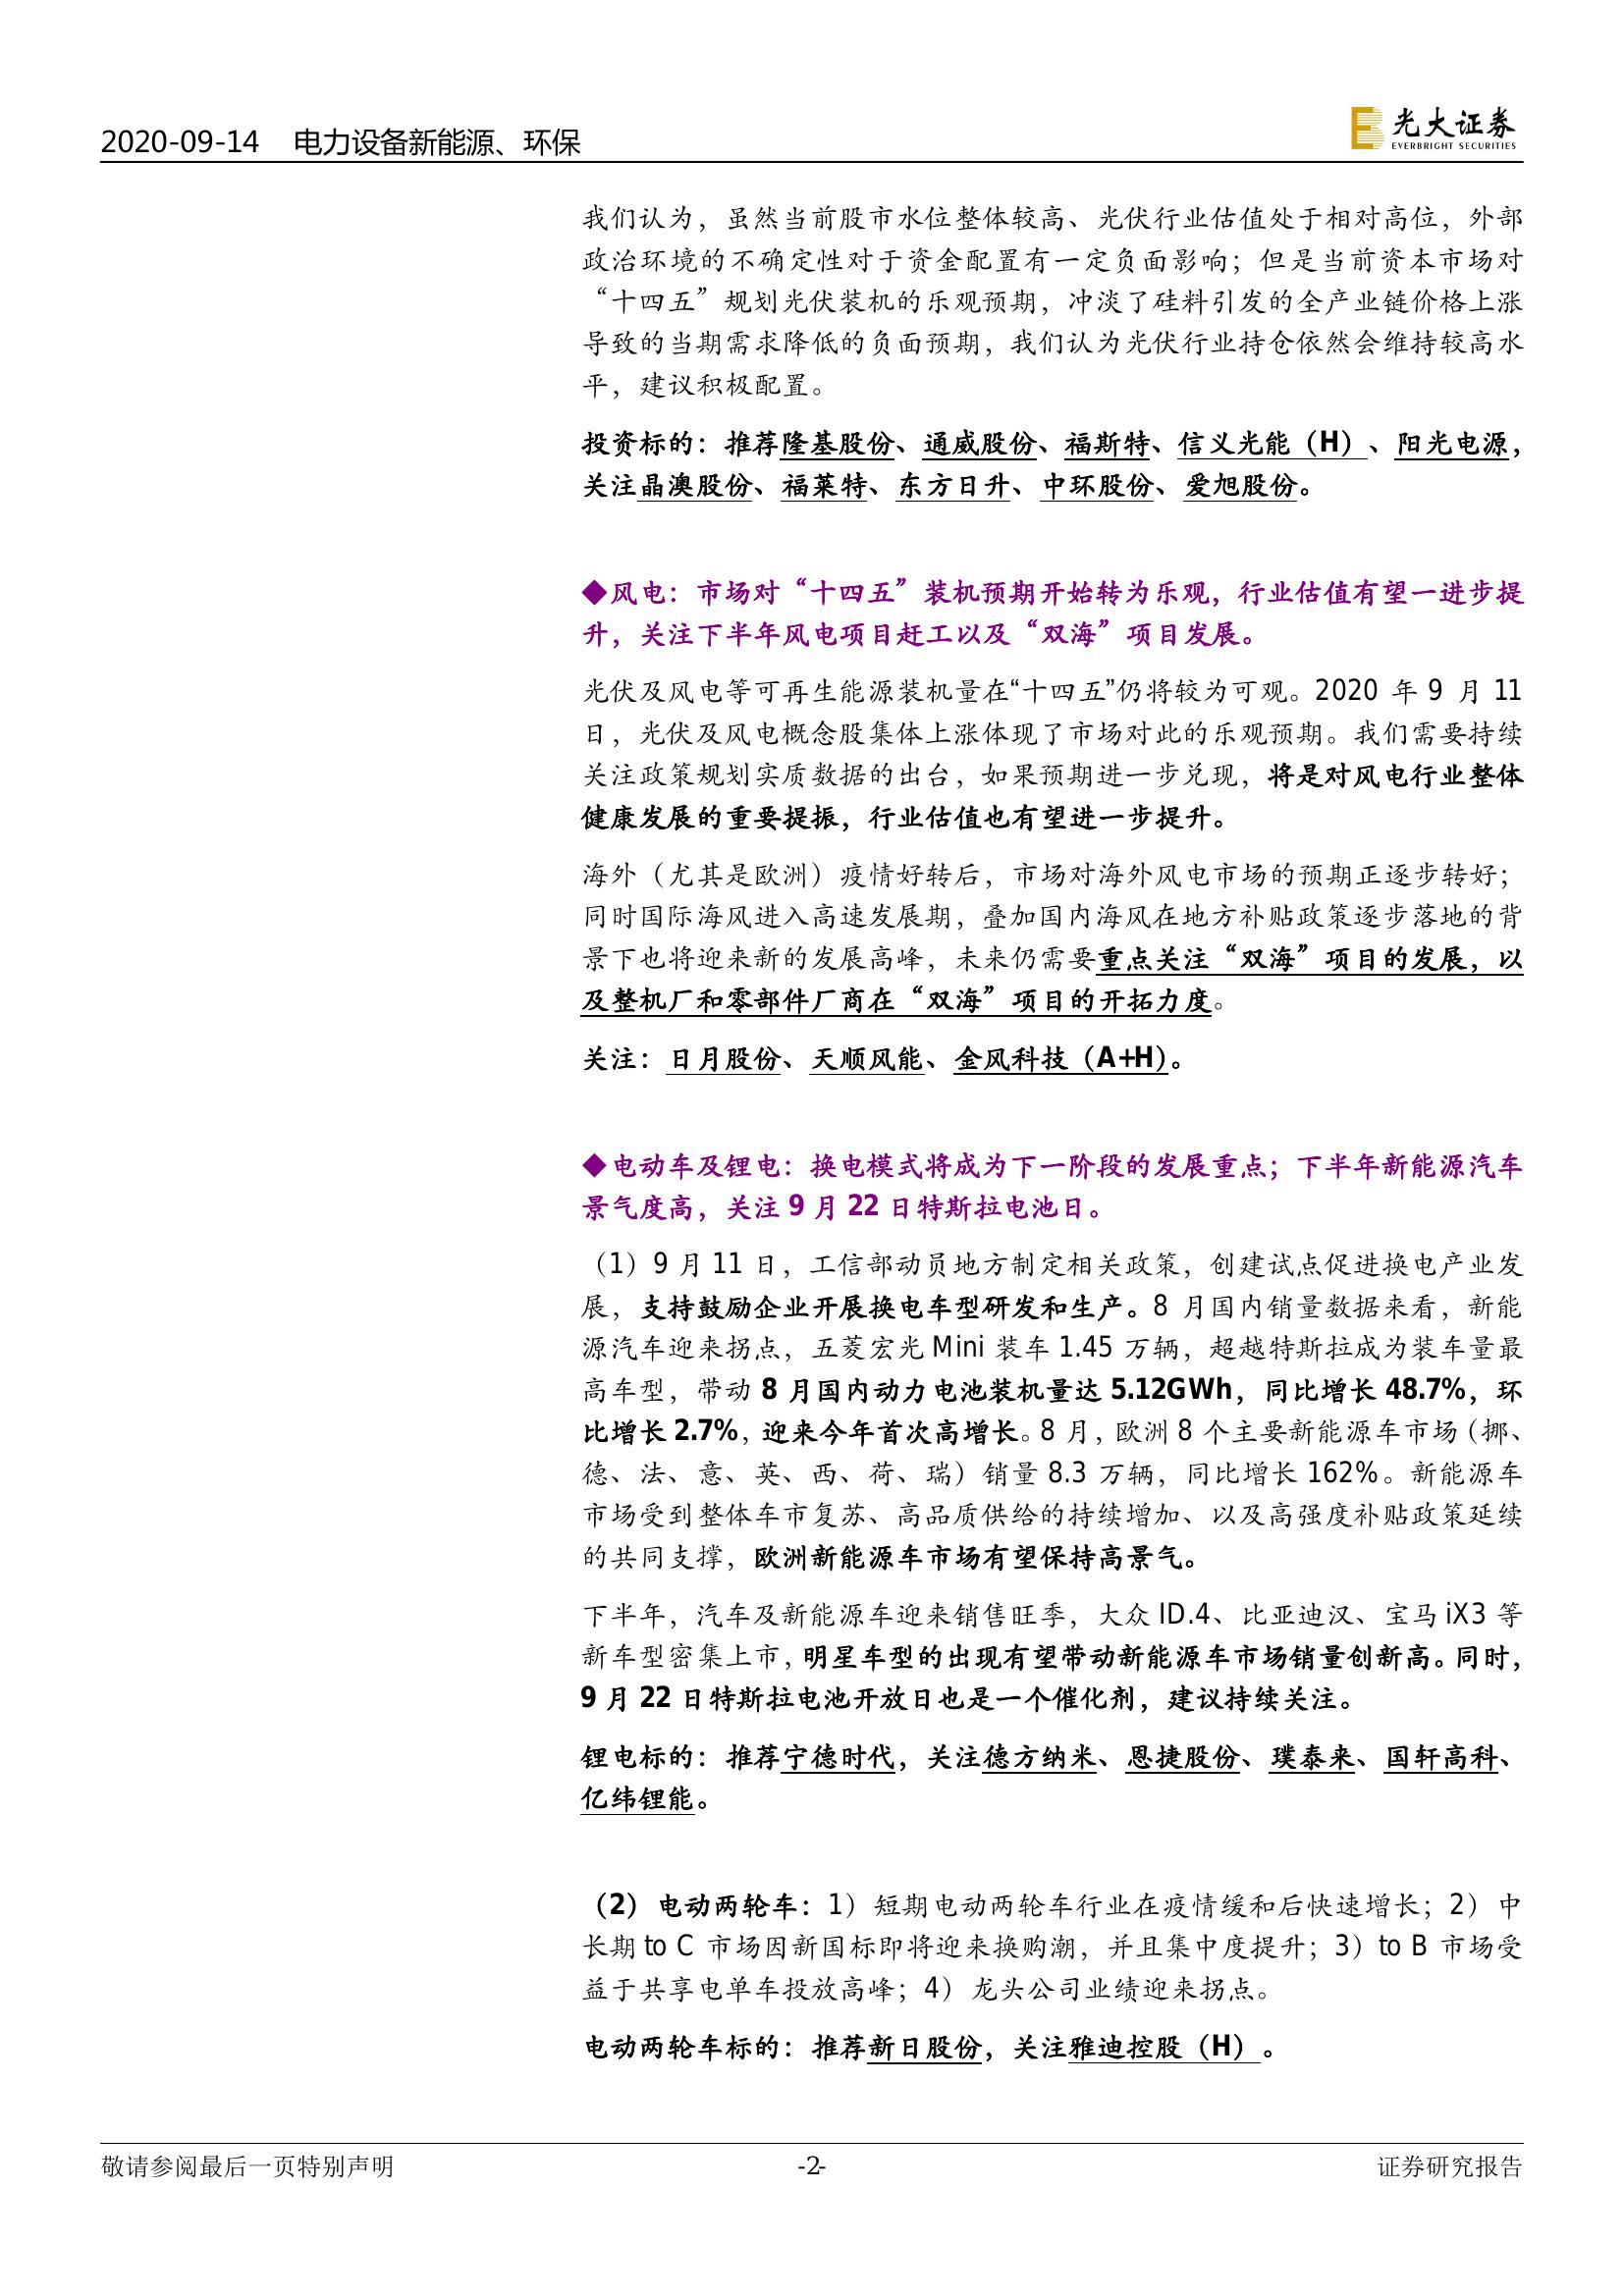 2020-09-14 电力设备新能源、环保
光大证券
EVERBRIGHT SECURITIES
我们认为，虽然当前股市水位整体较高、光伏行业估值处于相对高位，外部
政治环境的不确定性对于资金配置有一定负面影响；但是当前资本市场对
“十四五”规划光伏装机的乐观预期，冲淡了硅料引发的全产业链价格上涨
导致的当期需求降低的负面预期，我们认为光伏行业持仓依然会维持较高水
平，建议积极配置。
投资标的：推荐隆基股份、通威股份、福斯特、信义光能（H）、阳光电源，
关注晶澳股份、福莱特、东方日升、中环股份、爱旭股份。
◆风电：市场对“十四五”装机预期开始转为乐观，行业估值有望一进步提
升，关注下半年风电项目赶工以及“双海”项目发展。
光伏及风电等可再生能源装机量在“十四五”仍将较为可观。2020 年 9 月 11
日，光伏及风电概念股集体上涨体现了市场对此的乐观预期。我们需要持续
关注政策规划实质数据的出台，如果预期进一步兑现，将是对风电行业整体
健康发展的重要提振，行业估值也有望进一步提升。
海外（尤其是欧洲）疫情好转后，市场对海外风电市场的预期正逐步转好；
同时国际海风进入高速发展期，叠加国内海风在地方补贴政策逐步落地的背
景下也将迎来新的发展高峰，未来仍需要重点关注“双海”项目的发展，以
及整机厂和零部件厂商在“双海”项目的开拓力度。
关注：日月股份、天顺风能、金风科技（A+H）。
◆电动车及锂电：换电模式将成为下一阶段的发展重点；下半年新能源汽车
景气度高，关注 9 月 22 日特斯拉电池日。
（1）9 月 11 日，工信部动员地方制定相关政策，创建试点促进换电产业发
展，支持鼓励企业开展换电车型研发和生产。8 月国内销量数据来看，新能
源汽车迎来拐点，五菱宏光 Mini 装车 1.45 万辆，超越特斯拉成为装车量最
高车型，带动 8 月国内动力电池装机量达 5.12GWh，同比增长 48.7%，环
比增长 2.7%，迎来今年首次高增长。8 月，欧洲 8 个主要新能源车市场（挪、
德、法、意、英、西、荷、瑞）销量 8.3 万辆，同比增长 162%。新能源车
市场受到整体车市复苏、高品质供给的持续增加、以及高强度补贴政策延续
的共同支撑，欧洲新能源车市场有望保持高景气。
下半年，汽车及新能源车迎来销售旺季，大众 ID.4、比亚迪汉、宝马 iX3 等
新车型密集上市，明星车型的出现有望带动新能源车市场销量创新高。同时，
9 月 22 日特斯拉电池开放日也是一个催化剂，建议持续关注。
锂电标的：推荐宁德时代，关注德方纳米、恩捷股份、璞泰来、国轩高科、
亿纬锂能。
（2）电动两轮车：1）短期电动两轮车行业在疫情缓和后快速增长；2）中
长期 to C 市场因新国标即将迎来换购潮，并且集中度提升；3）to B 市场受
益于共享电单车投放高峰；4）龙头公司业绩迎来拐点。
电动两轮车标的：推荐新日股份，关注雅迪控股（H）。
敬请参阅最后一页特别声明 -2- 证券研究报告